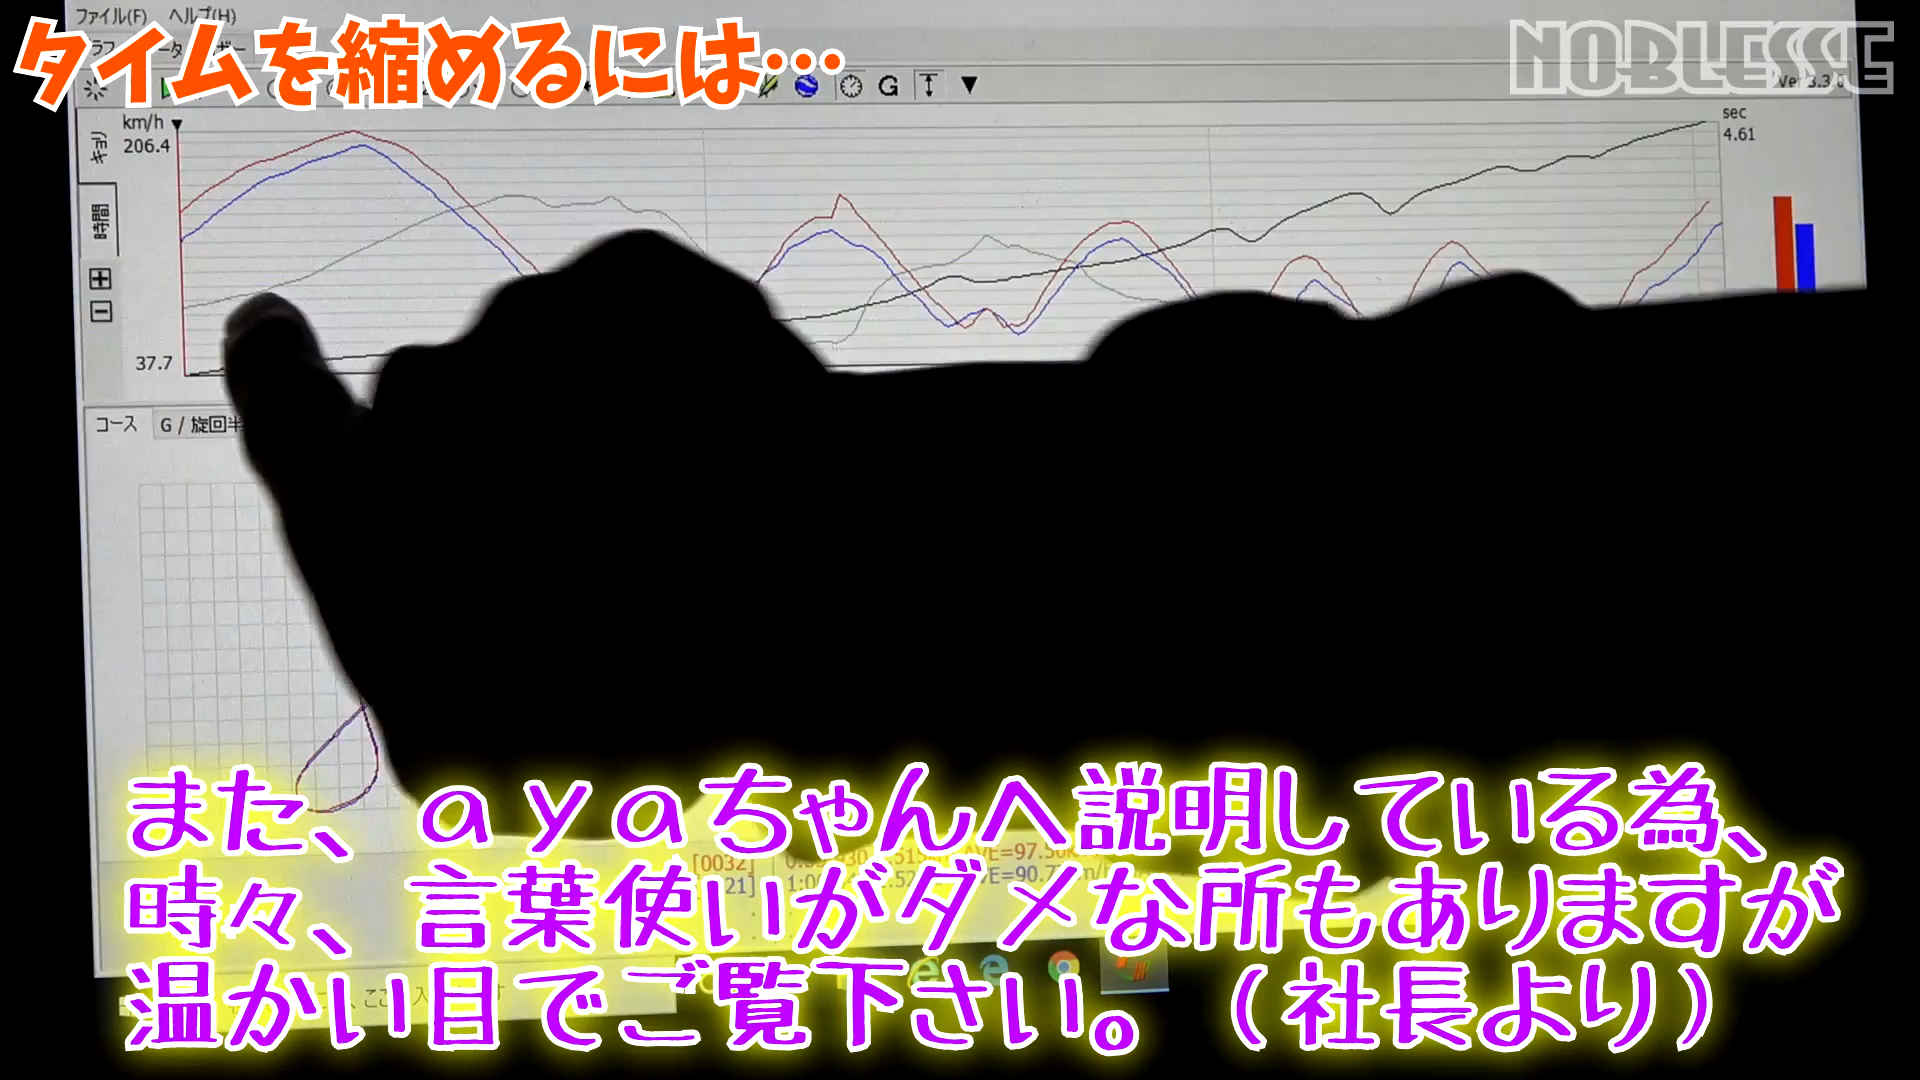 ファイル(F) ヘルプ(H)
タイムを縮めるには…
NOBLESSE
G
km/h
206.4
sec
4.61
キョリ
時間
37.7
コース G / 旋回半
また、ayaちゃんへ説明している為、
[0032]
時々、言葉使いがダメな所もありますが
温かい目でご覧下さい。（社長より）